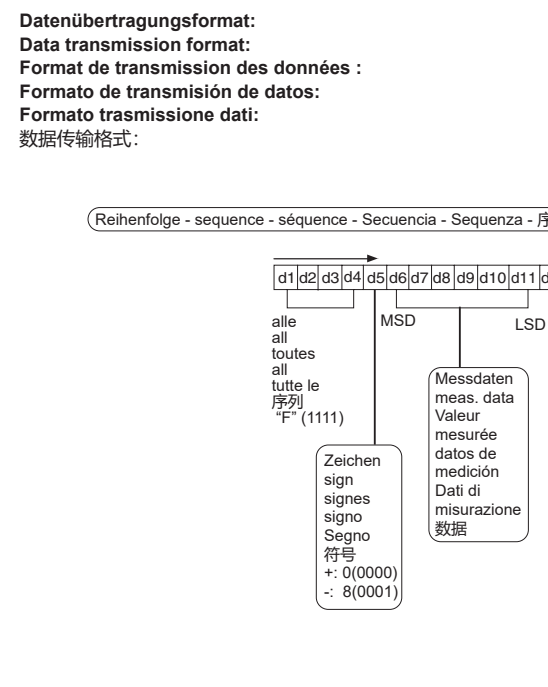 Datenübertragungsformat:
Data transmission format:
Format de transmission des données :
Formato de transmisión de datos:
Formato trasmissione dati:
数据传输格式：
Reihenfolge - sequence - séquence - Secuencia - Sequenza - 序
d1 d2 d3 d4 d5 d6 d7 d8 d9 d10 d11 d
alle
all
toutes
all
tutte le
序列
“F” (1111)
MSD
LSD
Messdaten
meas. data
Valeur
mesurée
datos de
medición
Dati di
misurazione
数据
Zeichen
sign
signes
signo
Segno
符号
+: 0(0000)
-: 8(0001)